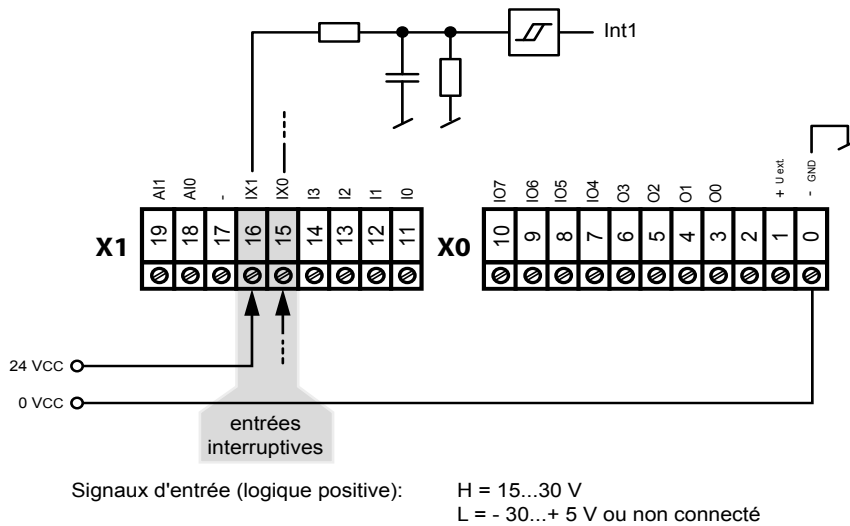 Int1
AI1 AI0 - IX1 IX0 I3 I2 I1 I0 IO7 IO6 IO5 IO4 O3 O2 O1 O0 + U ext. - GND
X1 19 18 17 16 15 14 13 12 11 X0 10 9 8 7 6 5 4 3 2 1 0
24 VCC
0 VCC
entrées
interruptives
Signaux d'entrée (logique positive): H = 15...30 V
L = - 30...+ 5 V ou non connecté